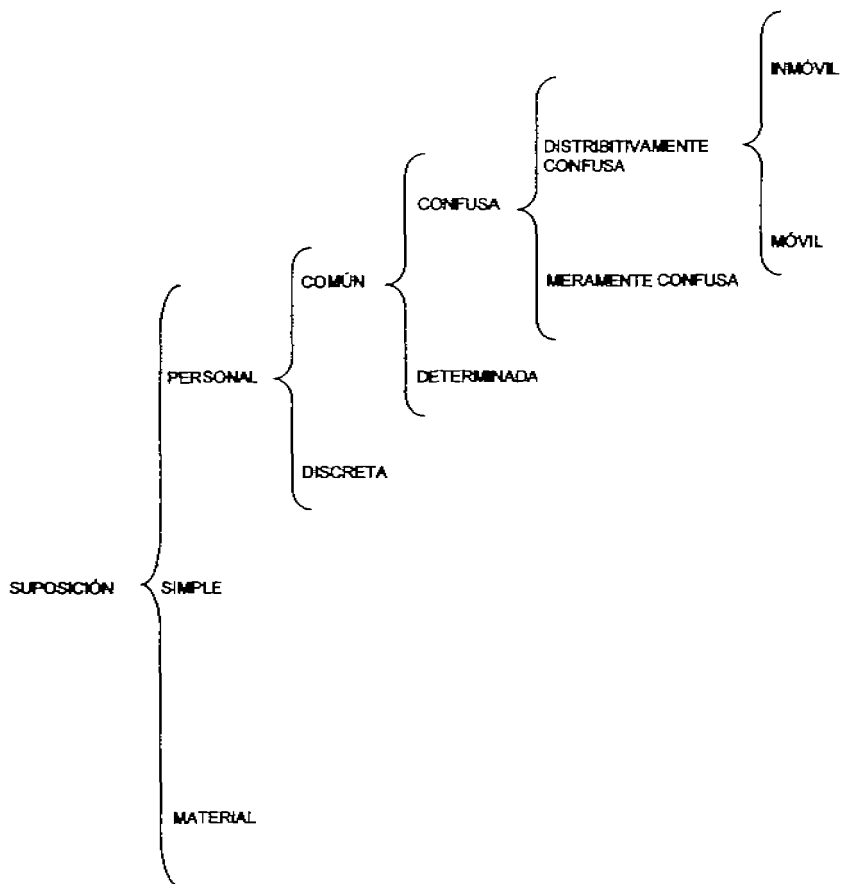 INMÓVIL
DISTRIBITIVAMENTE
CONFUSA
CONFUSA
MÓVIL
COMÚN
MERAMENTE CONFUSA
PERSONAL
DETERMINADA
DISCRETA
SUPOSICIÓN
SIMPLE
MATERIAL